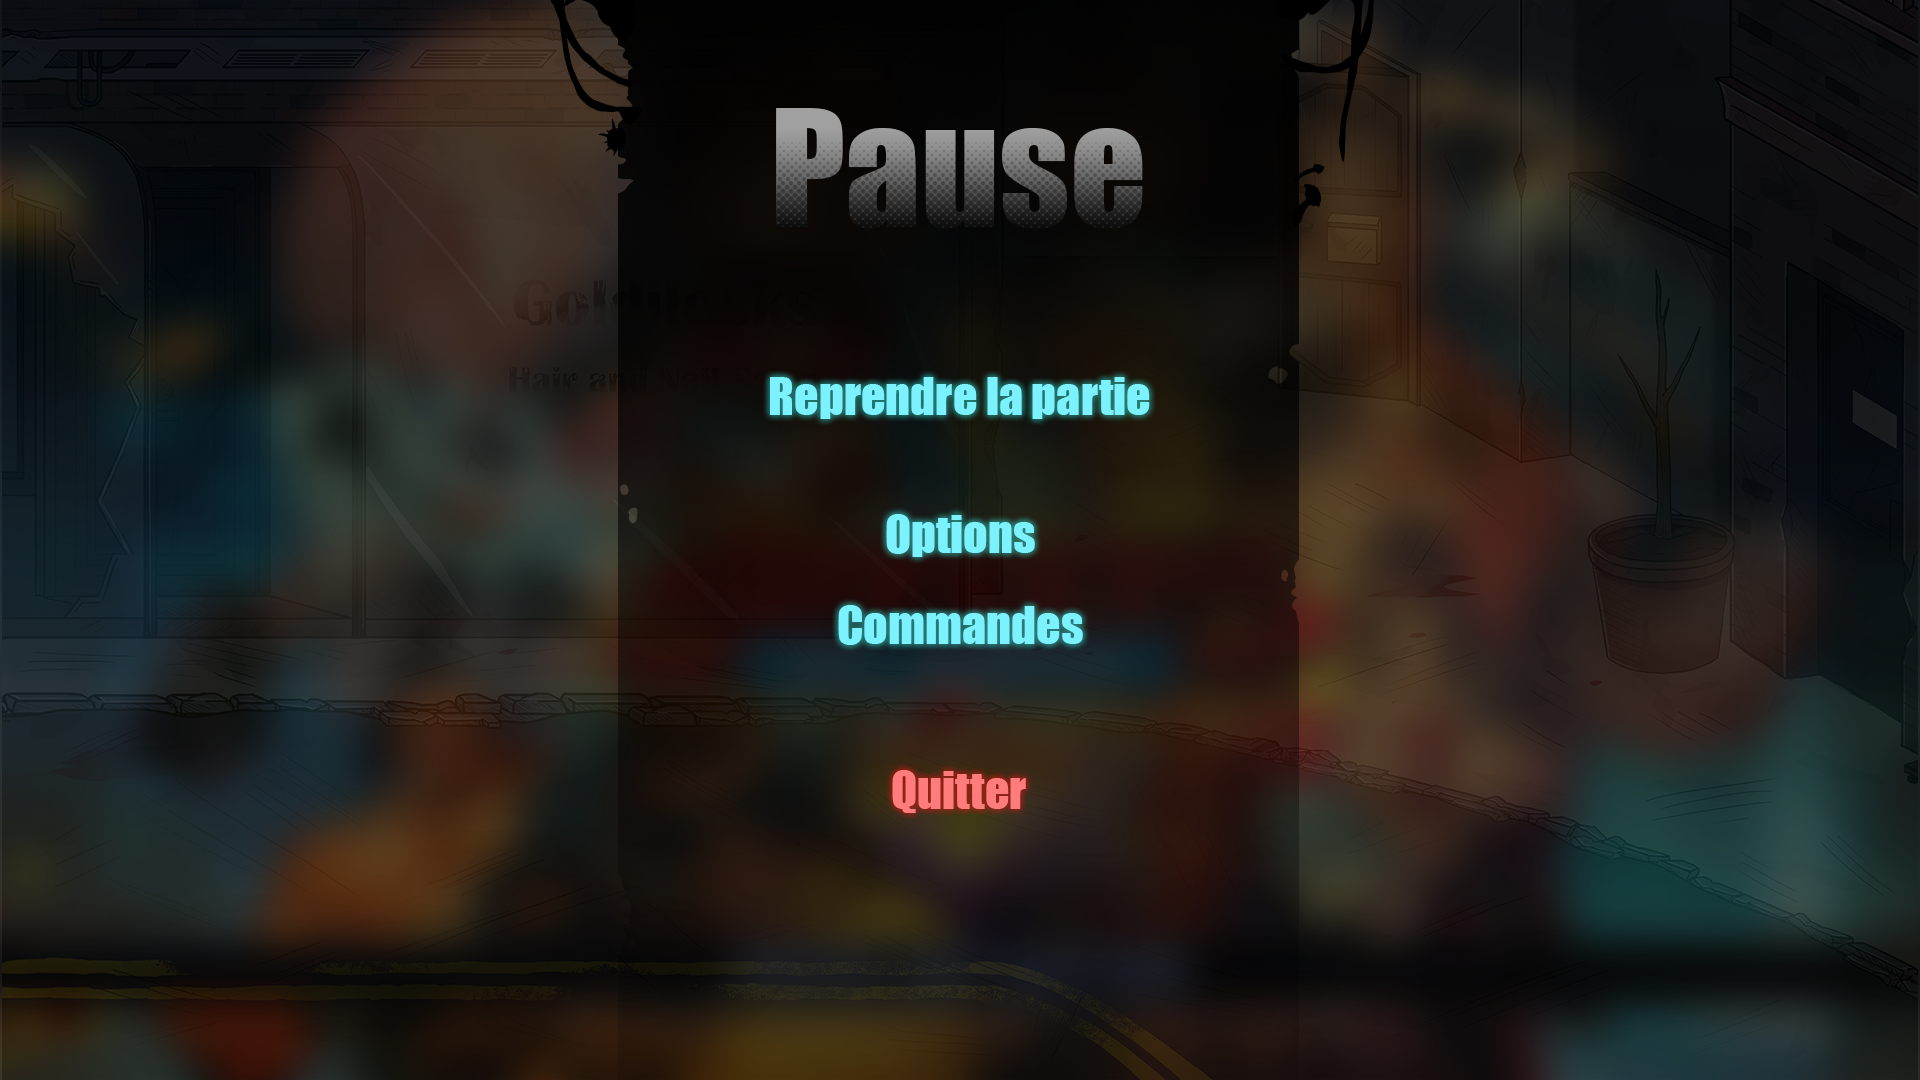 Pause
Reprendre la partie
Options
Commandes
Quitter